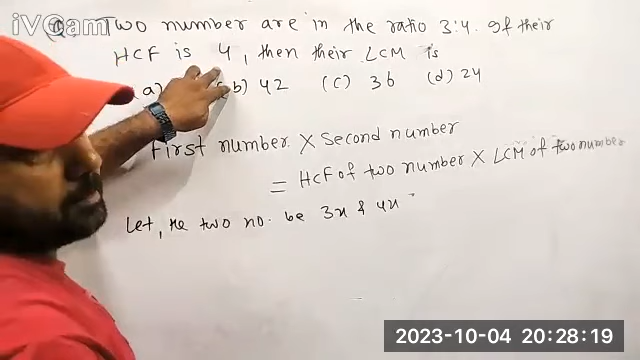 iVCam
Two number are in the ratio 3:4. If their
HCF is 4, then their LCM is
(a) b) 42 (c) 36 (d) 24
First number × Second number
= HCF of two number × LCM of two number
Let, the two no. be 3x & 4x
2023-10-04 20:28:19